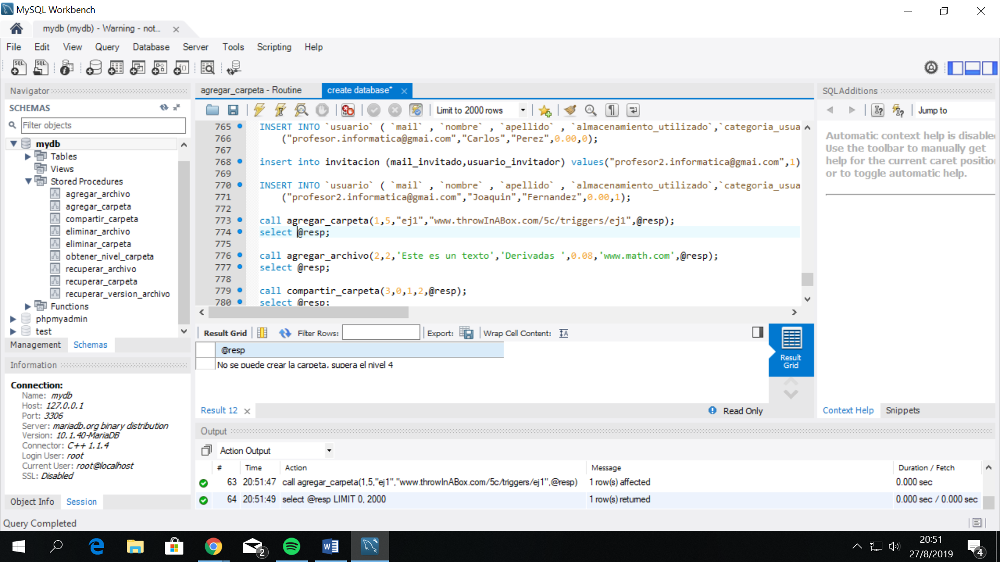 MySQL Workbench
mydb (mydb) - Warning - not...
File Edit View Query Database Server Tools Scripting Help
Navigator
SCHEMAS
Filter objects
mydb
Tables
Views
Stored Procedures
agregar_archivo
agregar_carpeta
compartir_carpeta
eliminar_archivo
eliminar_carpeta
obtener_nivel_carpeta
recuperar_archivo
recuperar_carpeta
recuperar_version_archivo
Functions
phpmyadmin
test
Management Schemas
Information
Connection:
Name: mydb
Host: 127.0.0.1
Port: 3306
Server: mariadb.org binary distribution
Version: 10.1.40-MariaDB
Connector: C++ 1.1.4
Login User: root
Current User: root@localhost
SSL: Disabled
Object Info Session
Query Completed
agregar_carpeta - Routine create database*
Limit to 2000 rows
765 INSERT INTO `usuario` ( `mail` , `nombre` , `apellido` , `almacenamiento_utilizado`,`categoria_usua
766 ("profesor.informatica@gmai.com","Carlos","Perez",0.00,0);
767
768 insert into invitacion (mail_invitado,usuario_invitador) values("profesor2.informatica@gmai.com",1)
769
770 INSERT INTO `usuario` ( `mail` , `nombre` , `apellido` , `almacenamiento_utilizado`,`categoria_usua
771 ("profesor2.informatica@gmai.com","Joaquin","Fernandez",0.00,1);
772
773 call agregar_carpeta(1,5,"ej1","www.throwInABox.com/5c/triggers/ej1",@resp);
774 select @resp;
775
776 call agregar_archivo(2,2,'Este es un texto','Derivadas ',0.08,'www.math.com',@resp);
777 select @resp;
778
779 call compartir_carpeta(3,0,1,2,@resp);
780 select @resp;
Result Grid Filter Rows: Export: Wrap Cell Content:
@resp
No se puede crear la carpeta, supera el nivel 4
Result Grid
Result 12
Read Only
SQLAdditions
Jump to
Automatic context help is disable
Use the toolbar to manually get
help for the current caret positio
or to toggle automatic help.
Context Help Snippets
Output
Action Output
# Time Action Message Duration / Fetch
63 20:51:47 call agregar_carpeta(1,5,"ej1","www.throwInABox.com/5c/triggers/ej1",@resp) 1 row(s) affected 0.000 sec
64 20:51:49 select @resp LIMIT 0, 2000 1 row(s) returned 0.000 sec / 0.000 sec
2
20:51
27/8/2019
4